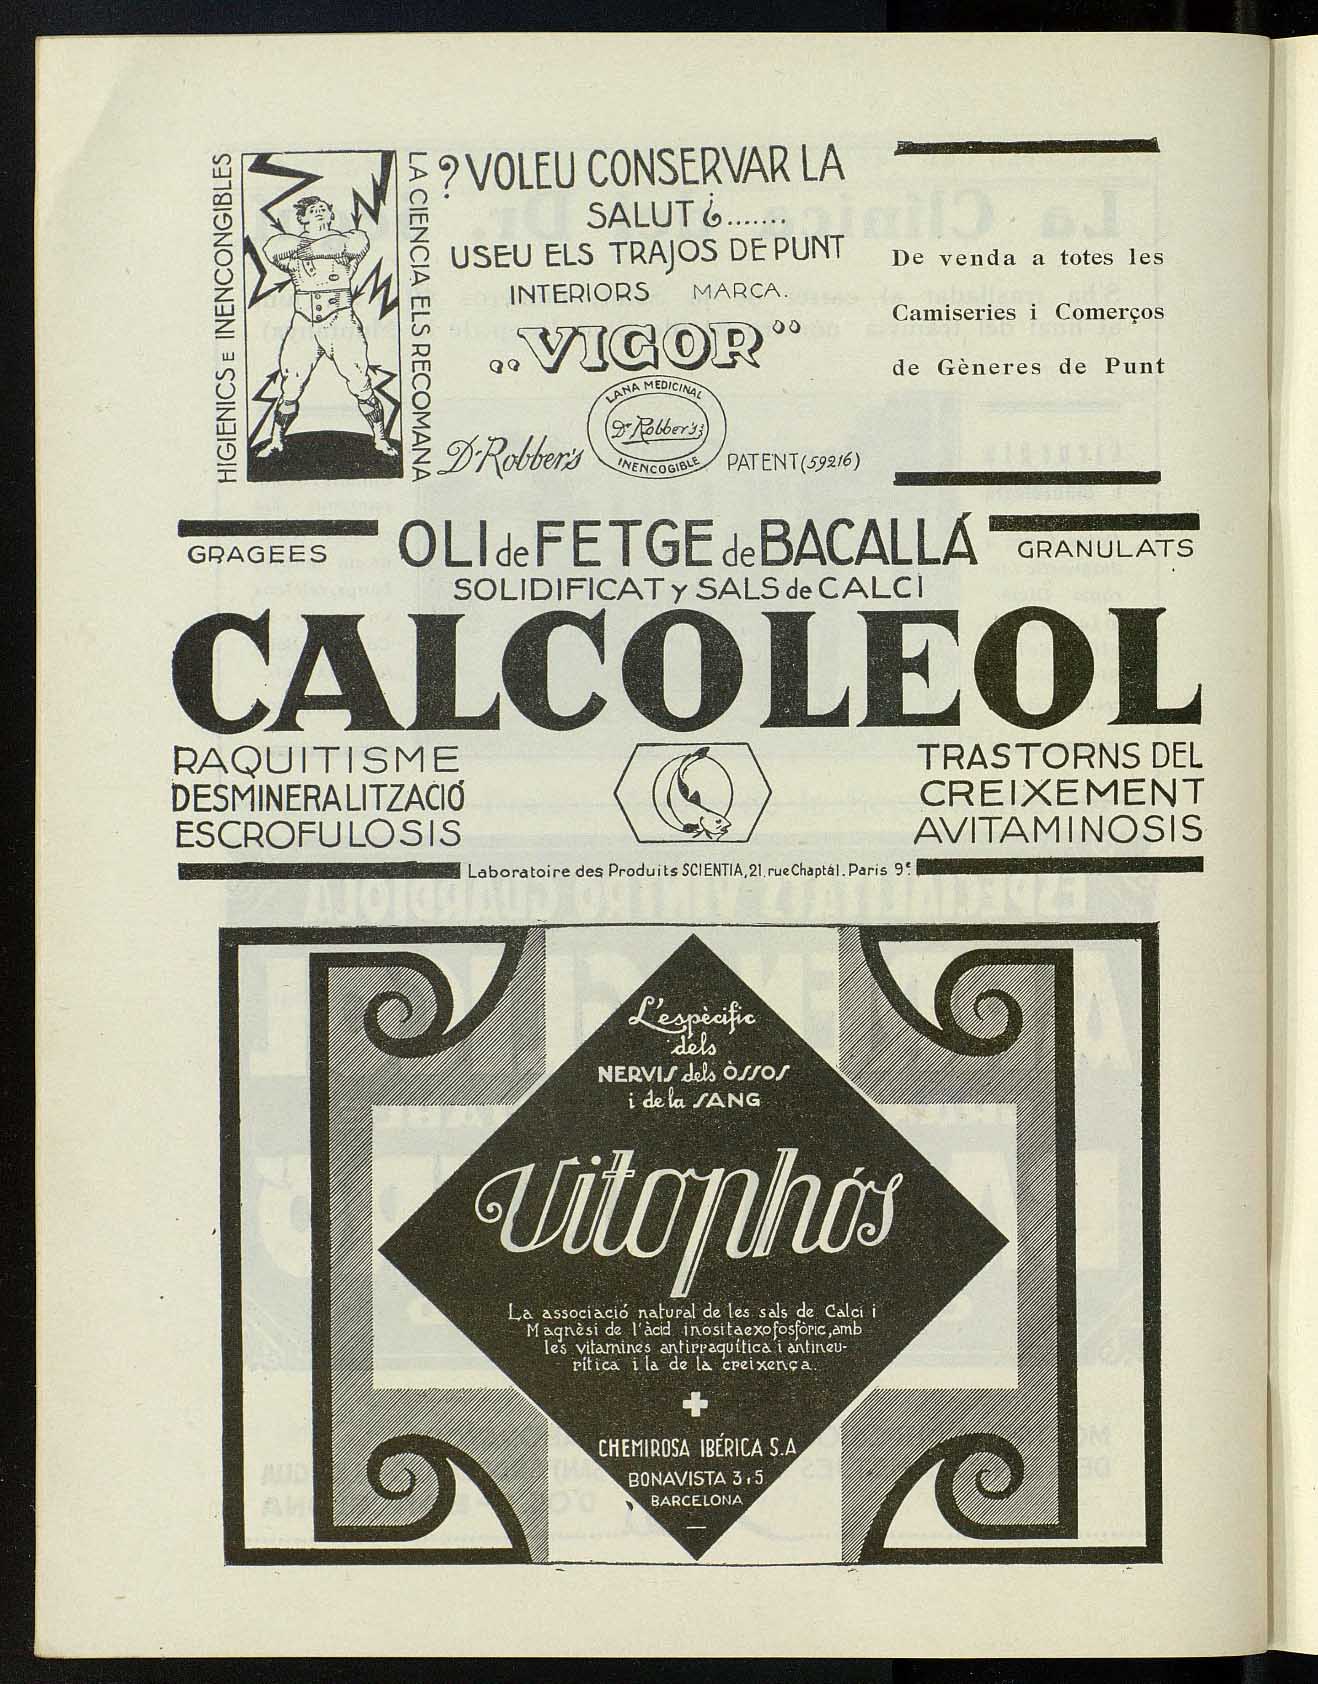 HIGIENICS E INENCONGIBLES
LA CIENCIA ELS RECOMANA
? VOLEU CONSERVAR LA
SALUT ¿.......
USEU ELS TRAJOS DE PUNT
INTERIORS MARCA.
„VIGOR”
LANA MEDICINAL
Dr Robber's
INENCOGIBLE
Dr Robber's
PATENT (59216)
De venda a totes les
Camiseries i Comerços
de Gèneres de Punt
GRAGEES
OLI de FETGE de BACALLÁ
GRANULATS
SOLIDIFICAT y SALS de CALCI
CALCOLEOL
RAQUITISME
DESMINERALITZACIÓ
ESCROFULOSIS
TRASTORNS DEL
CREIXEMENT
AVITAMINOSIS
Laboratoire des Produits SCIENTIA, 21, rue Chaptál. Paris 9e.
L'espècific
dels
NERVIS dels ÒSSOS
i de la SANG
Vitophós
La associació natural de les sals de Calci i
Magnèsi de l'àcid inositaexofosfòric, amb
les vitamines antirraquítica i antineu-
rítica i la de la creixença.
CHEMIROSA IBÉRICA S.A
BONAVISTA 3 i 5
BARCELONA